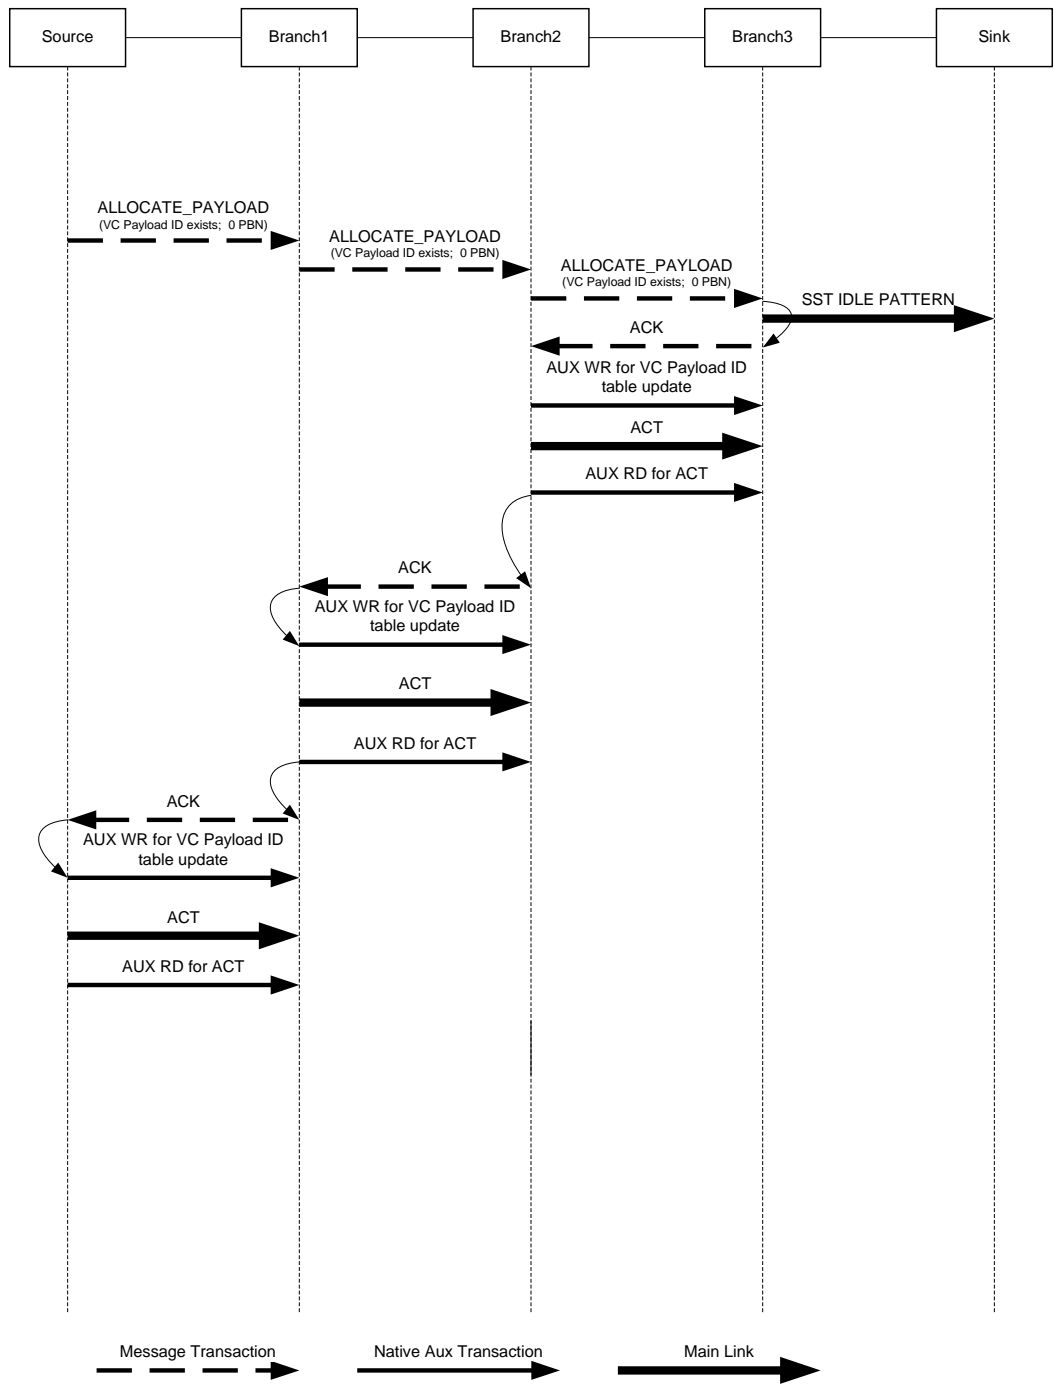 Source
Branch1
Branch2
Branch3
Sink
ALLOCATE_PAYLOAD
(VC Payload ID exists;  0 PBN)
ALLOCATE_PAYLOAD
(VC Payload ID exists;  0 PBN)
ALLOCATE_PAYLOAD
(VC Payload ID exists;  0 PBN)
SST IDLE PATTERN
ACK
AUX WR for VC Payload ID
table update
ACT
AUX RD for ACT
ACK
AUX WR for VC Payload ID
table update
ACT
AUX RD for ACT
ACK
AUX WR for VC Payload ID
table update
ACT
AUX RD for ACT
Message Transaction
Native Aux Transaction
Main Link